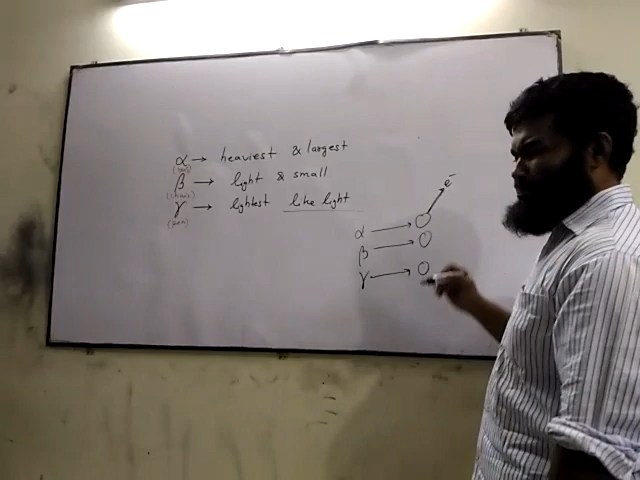 α → heaviest & largest
β → light & small
γ → lightest like light
e⁻
α →
β →
γ →